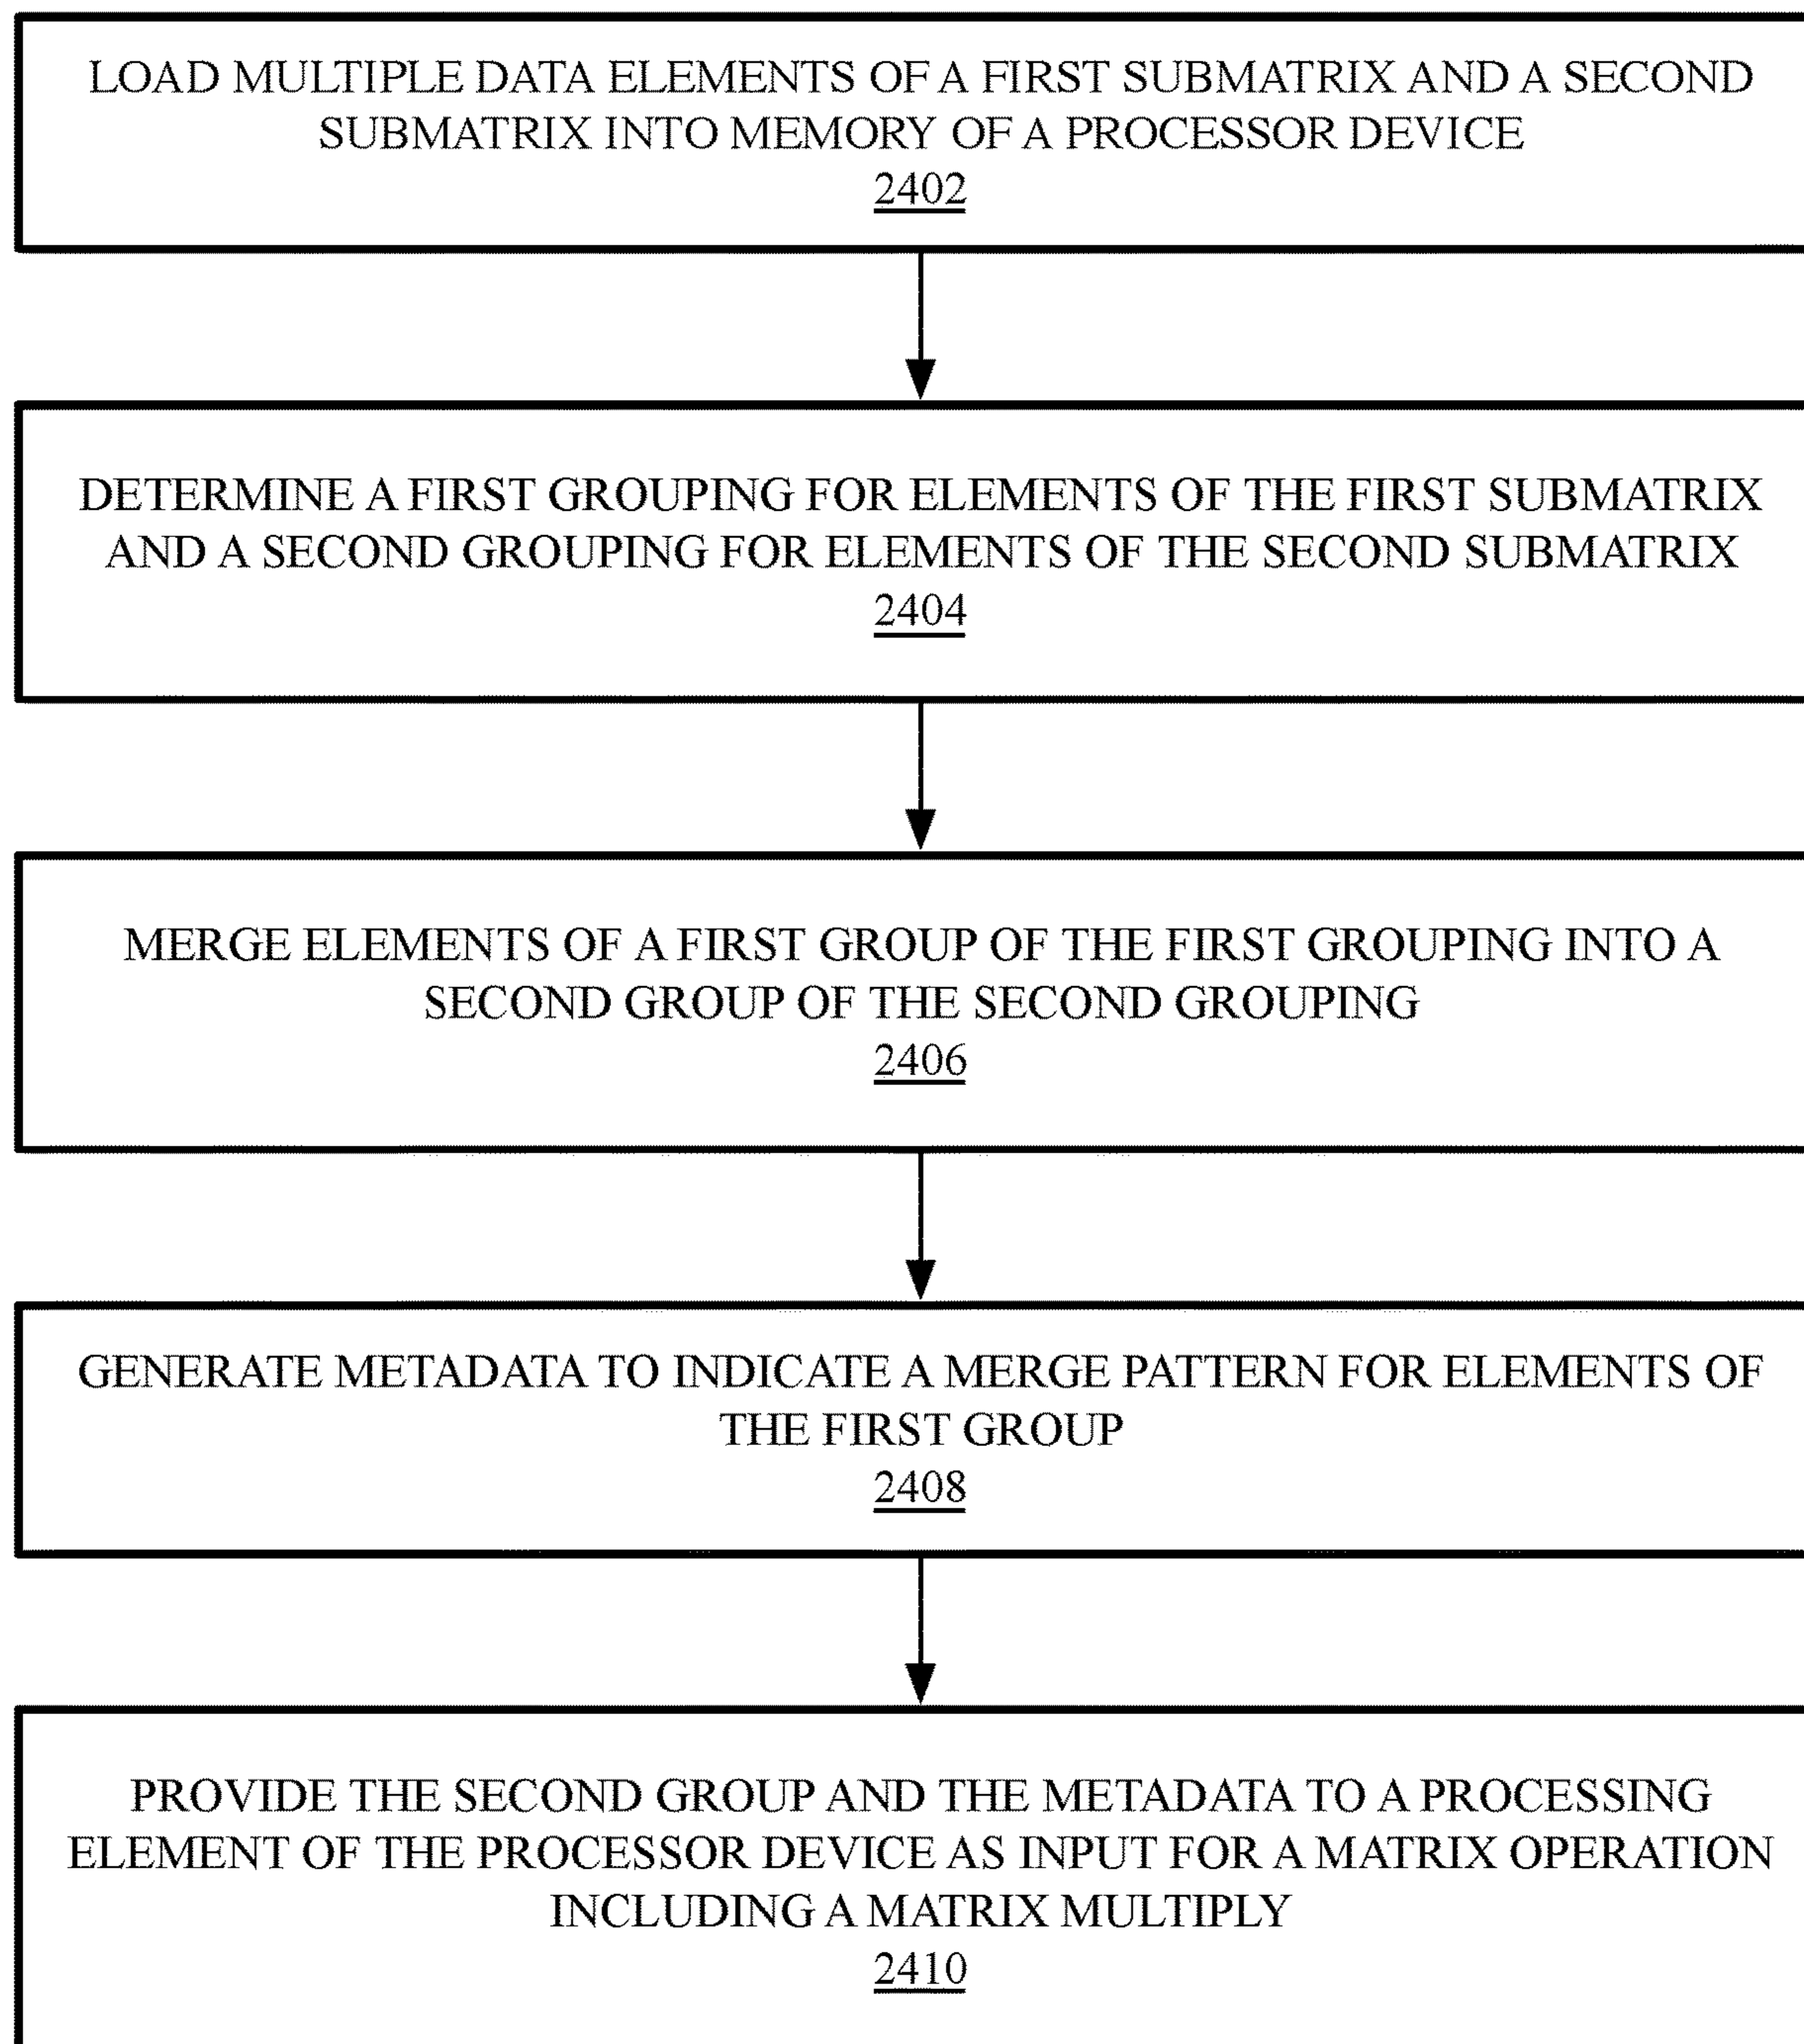 LOAD MULTIPLE DATA ELEMENTS OF A FIRST SUBMATRIX AND A SECOND
SUBMATRIX INTO MEMORY OF A PROCESSOR DEVICE
2402
DETERMINE A FIRST GROUPING FOR ELEMENTS OF THE FIRST SUBMATRIX
AND A SECOND GROUPING FOR ELEMENTS OF THE SECOND SUBMATRIX
2404
MERGE ELEMENTS OF A FIRST GROUP OF THE FIRST GROUPING INTO A
SECOND GROUP OF THE SECOND GROUPING
2406
GENERATE METADATA TO INDICATE A MERGE PATTERN FOR ELEMENTS OF
THE FIRST GROUP
2408
PROVIDE THE SECOND GROUP AND THE METADATA TO A PROCESSING
ELEMENT OF THE PROCESSOR DEVICE AS INPUT FOR A MATRIX OPERATION
INCLUDING A MATRIX MULTIPLY
2410